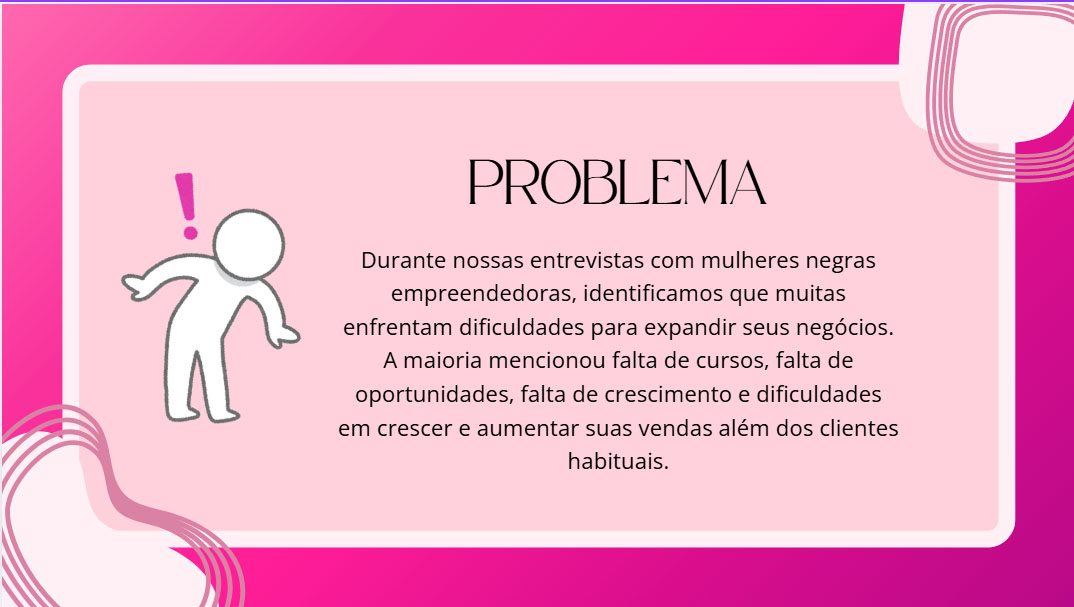 PROBLEMA
Durante nossas entrevistas com mulheres negras
empreendedoras, identificamos que muitas
enfrentam dificuldades para expandir seus negócios.
A maioria mencionou falta de cursos, falta de
oportunidades, falta de crescimento e dificuldades
em crescer e aumentar suas vendas além dos clientes
habituais.